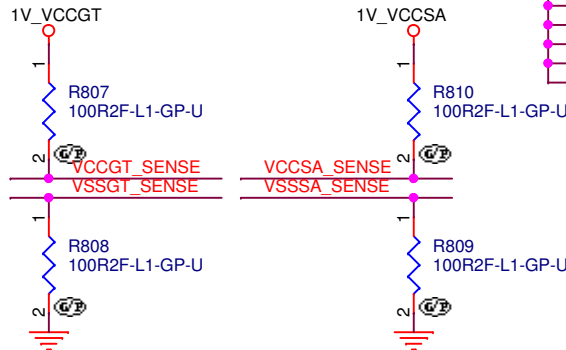 1V_VCCGT
1V_VCCSA
1
R807
100R2F-L1-GP-U
2
G/P
1
R810
100R2F-L1-GP-U
2
G/P
VCCGT_SENSE
VSSGT_SENSE
VCCSA_SENSE
VSSSA_SENSE
1
R808
100R2F-L1-GP-U
2
G/P
1
R809
100R2F-L1-GP-U
2
G/P